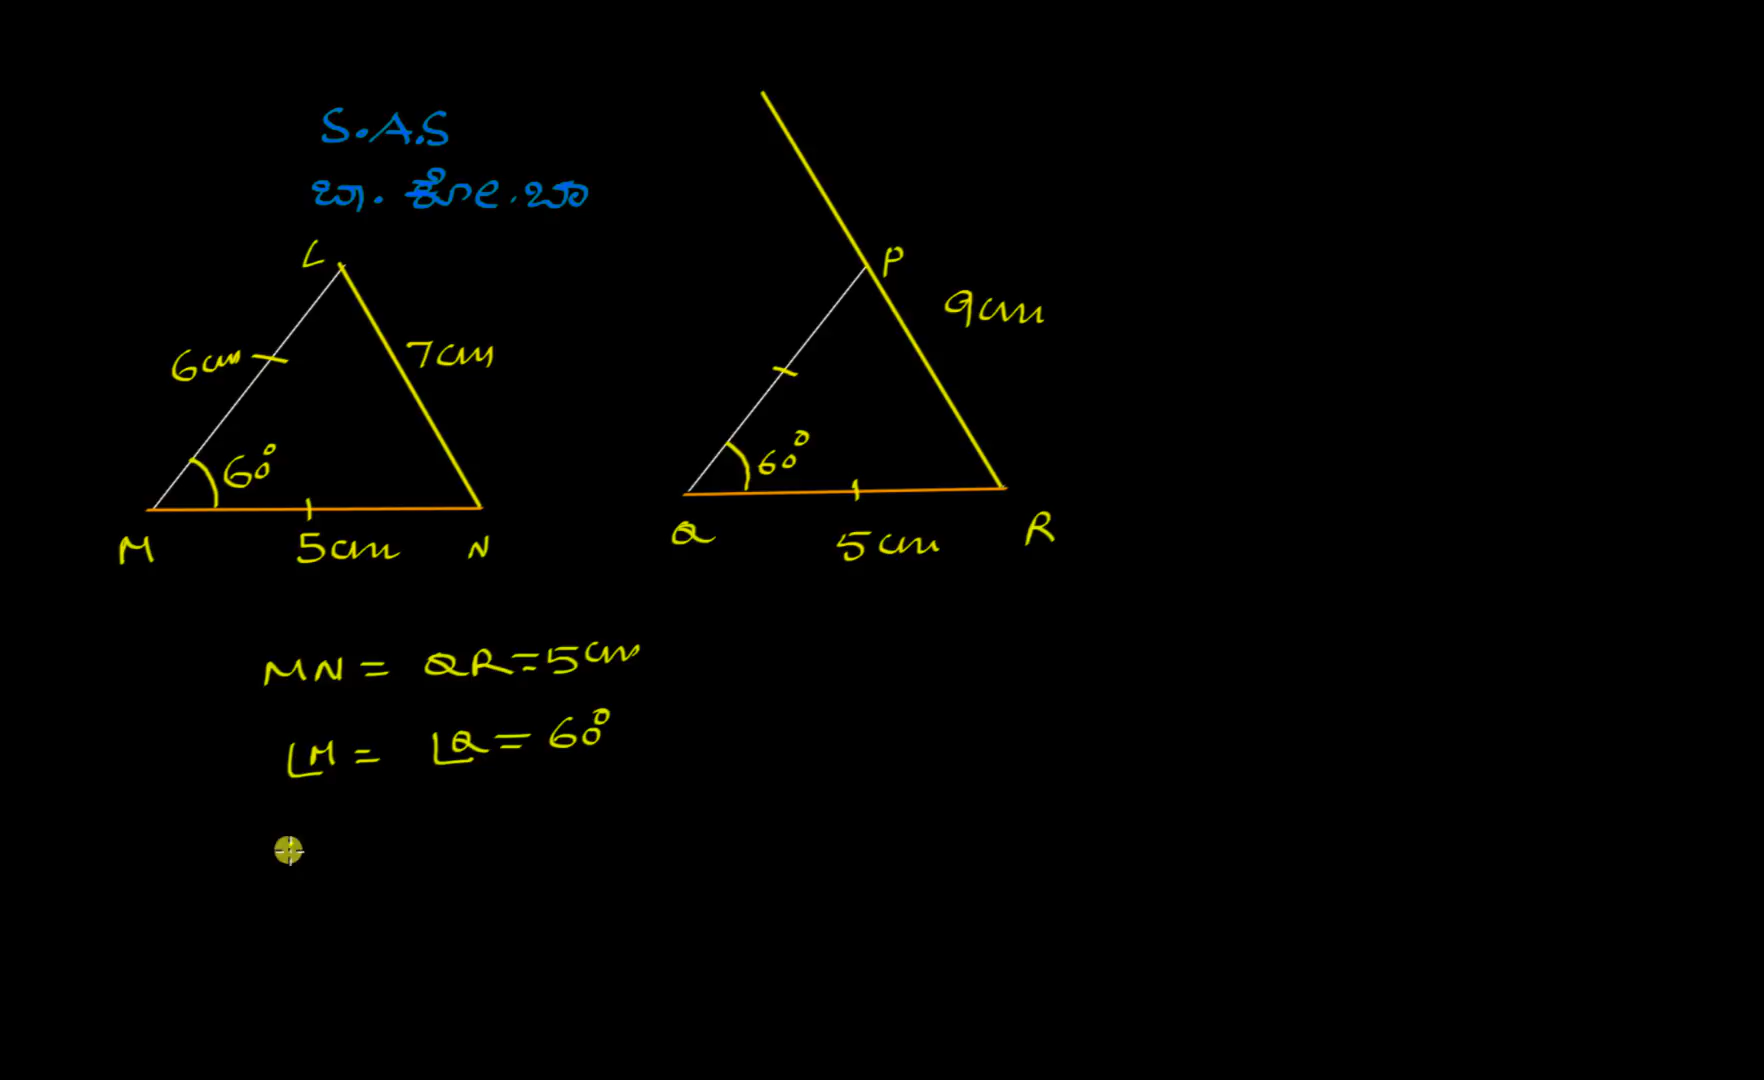 S.A.S
ಬಾ. ಕೋ.ಬಾ
L
P
9cm
6cm
7cm
60°
60°
M
5cm
N
Q
5cm
R
MN = QR=5cm
∠M = ∠Q = 60°